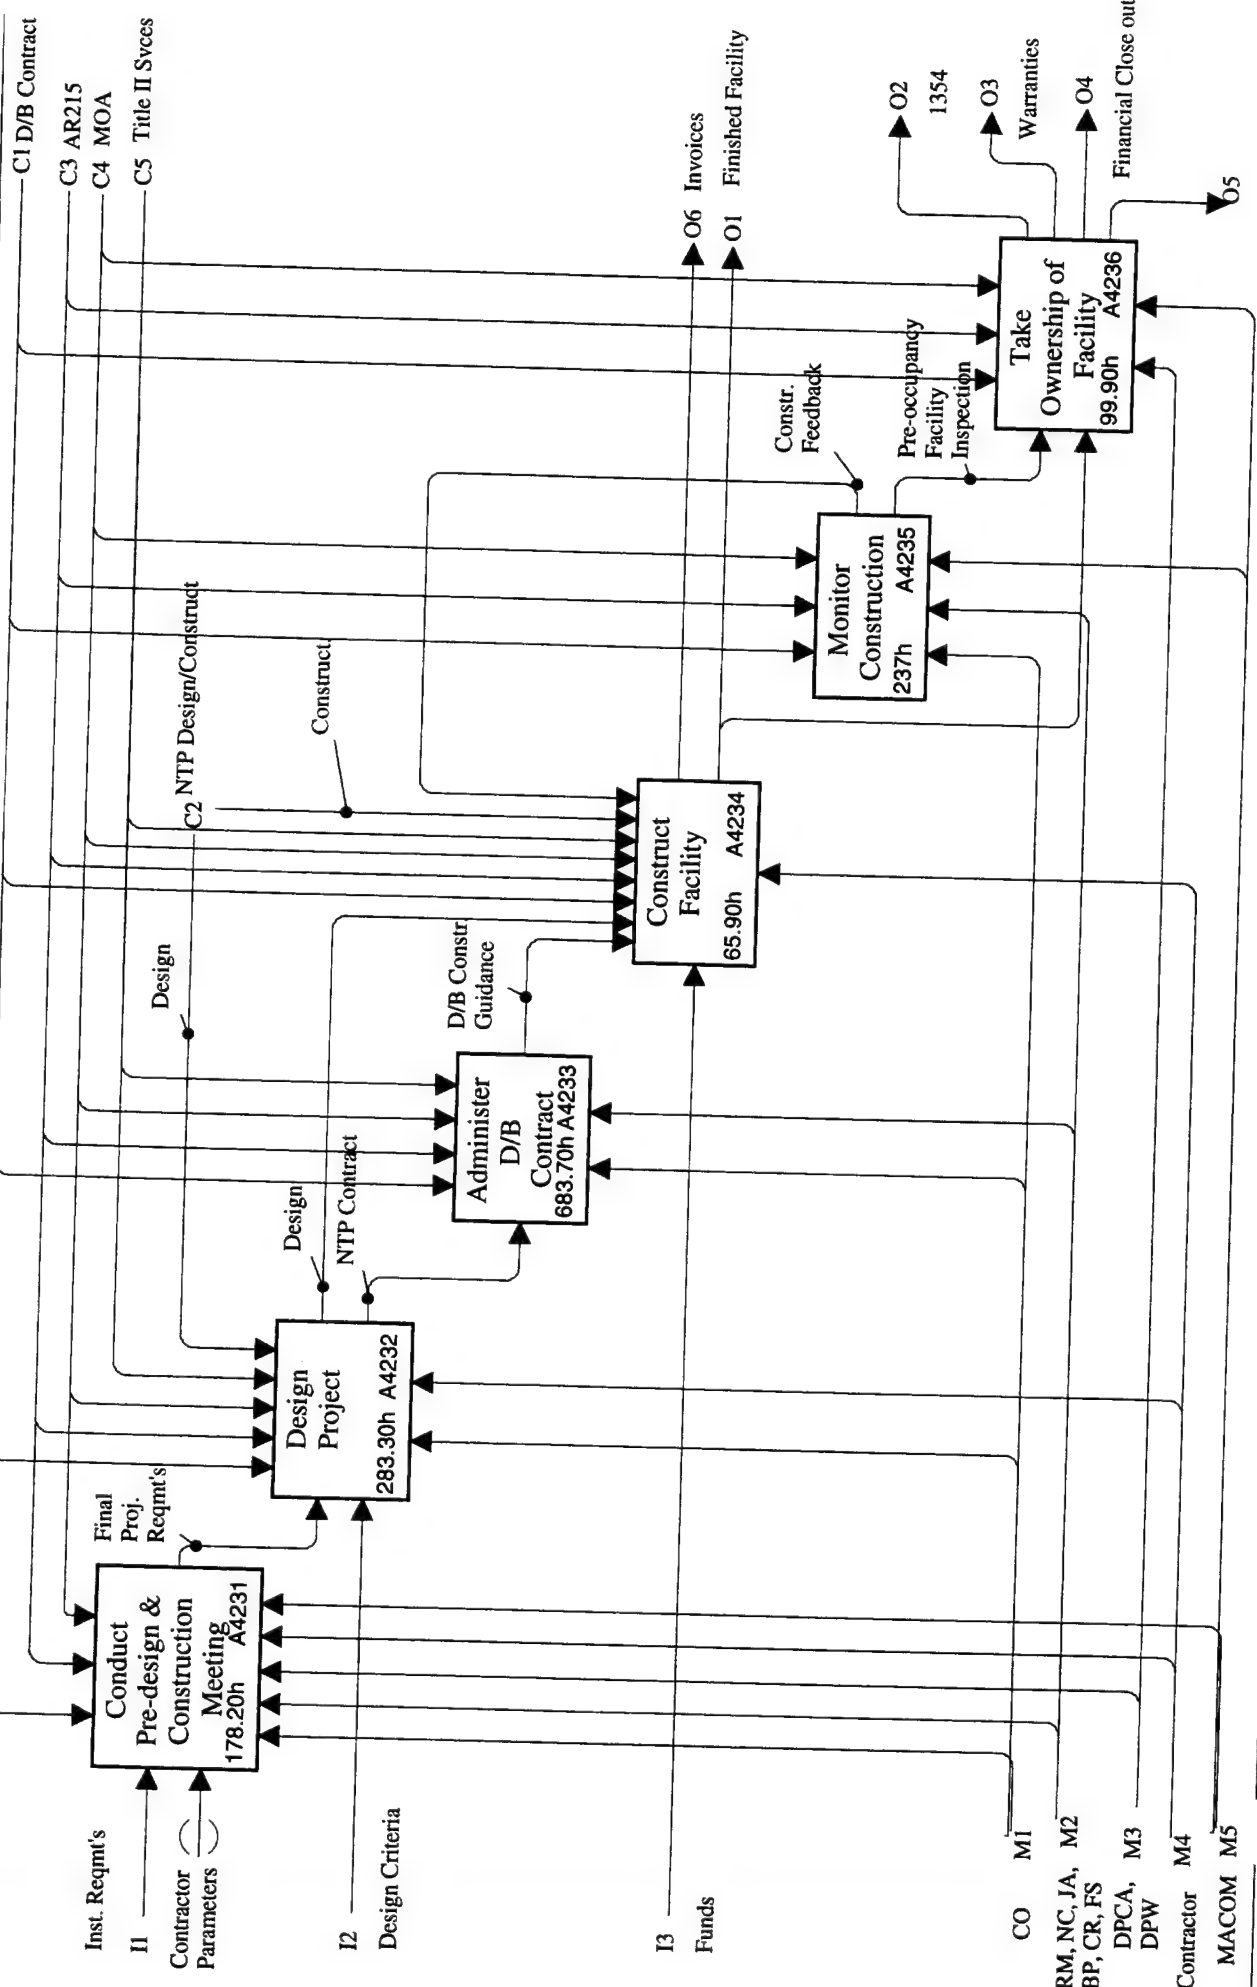 C1 D/B Contract
C3 AR215
C4 MOA
C5 Title II Svces
C2 NTP Design/Construct
Design
Construct.
Inst. Reqmt's
I1
Contractor
Parameters
I2
Design Criteria
I3
Funds
Conduct
Pre-design &
Construction
Meeting
178.20h A4231
Final
Proj.
Reqmt's
Design
Project
283.30h A4232
Design
NTP Contract
Administer
D/B
Contract
683.70h A4233
D/B Constr.
Guidance
Construct
Facility
65.90h A4234
Monitor
Construction
237h A4235
Constr.
Feedback
Pre-occupancy
Facility
Inspection
Take
Ownership of
Facility
99.90h A4236
O6 Invoices
O1 Finished Facility
O2
1354
O3
Warranties
O4
Financial Close out
O5
CO M1
RM, NC, JA, M2
BP, CR, FS
DPCA, M3
DPW
Contractor M4
MACOM M5